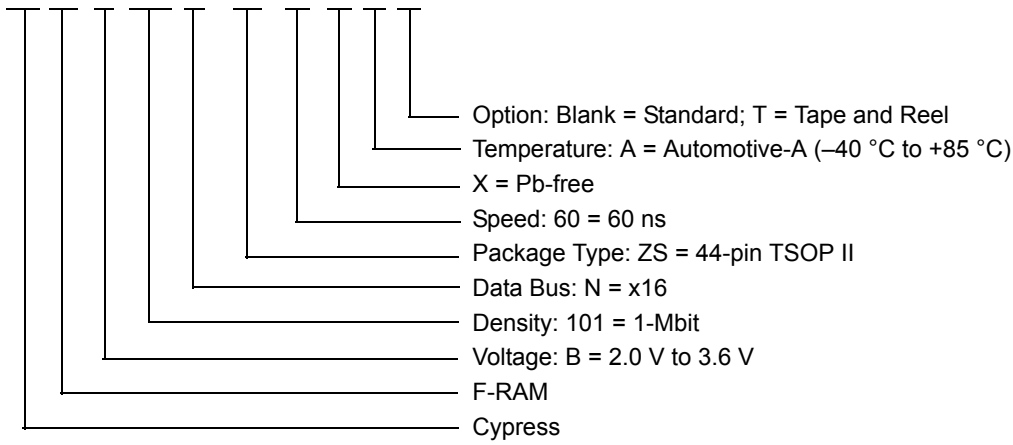 Option: Blank = Standard; T = Tape and Reel
Temperature: A = Automotive-A (–40 °C to +85 °C)
X = Pb-free
Speed: 60 = 60 ns
Package Type: ZS = 44-pin TSOP II
Data Bus: N = x16
Density: 101 = 1-Mbit
Voltage: B = 2.0 V to 3.6 V
F-RAM
Cypress